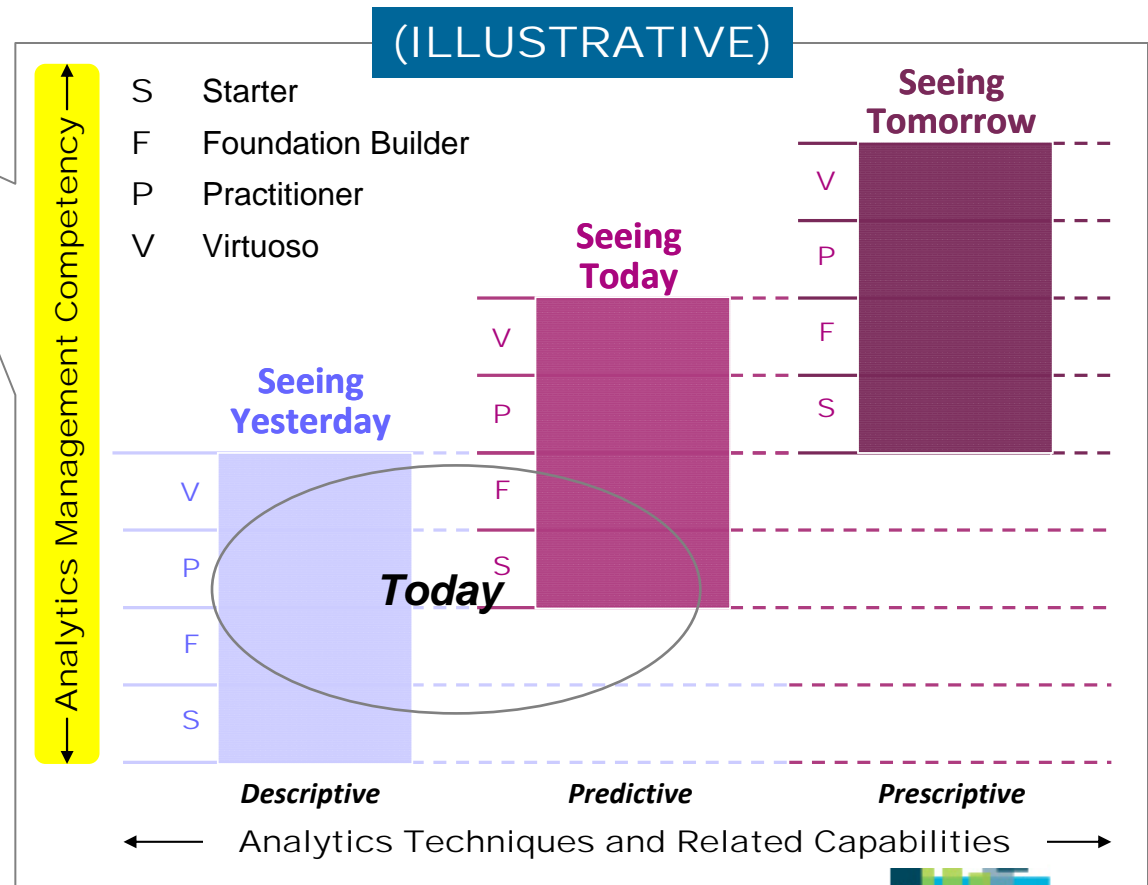 (ILLUSTRATIVE)
Analytics Management Competency
S Starter
F Foundation Builder
P Practitioner
V Virtuoso
Seeing
Tomorrow
V
P
F
S
Seeing
Today
V
P
F
S
Seeing
Yesterday
V
P
F
S
Today
Descriptive
Predictive
Prescriptive
Analytics Techniques and Related Capabilities